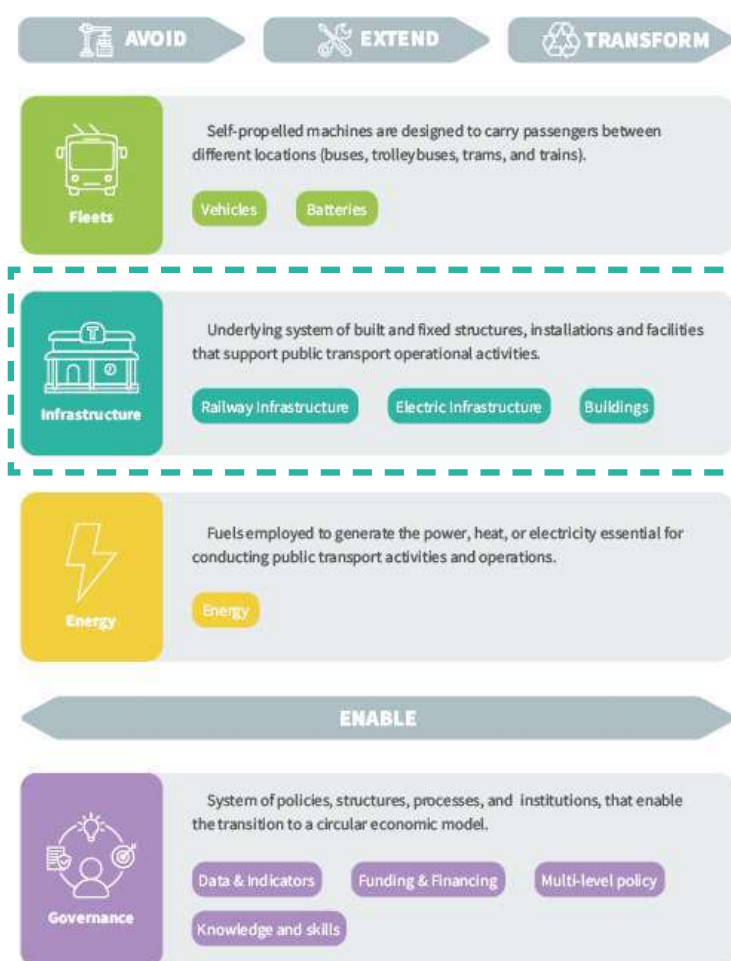 AVOID
EXTEND
TRANSFORM
Self-propelled machines are designed to carry passengers between
different locations (buses, trolleybuses, trams, and trains).
Vehicles
Batteries
Fleets
T
Underlying system of built and fixed structures, installations and facilities
that support public transport operational activities.
Railway Infrastructure
Electric Infrastructure
Buildings
Infrastructure
Fuels employed to generate the power, heat, or electricity essential for
conducting public transport activities and operations.
Energy
Energy
ENABLE
System of policies, structures, processes, and institutions, that enable
the transition to a circular economic model.
Data & Indicators
Funding & Financing
Multi-level policy
Knowledge and skills
Governance